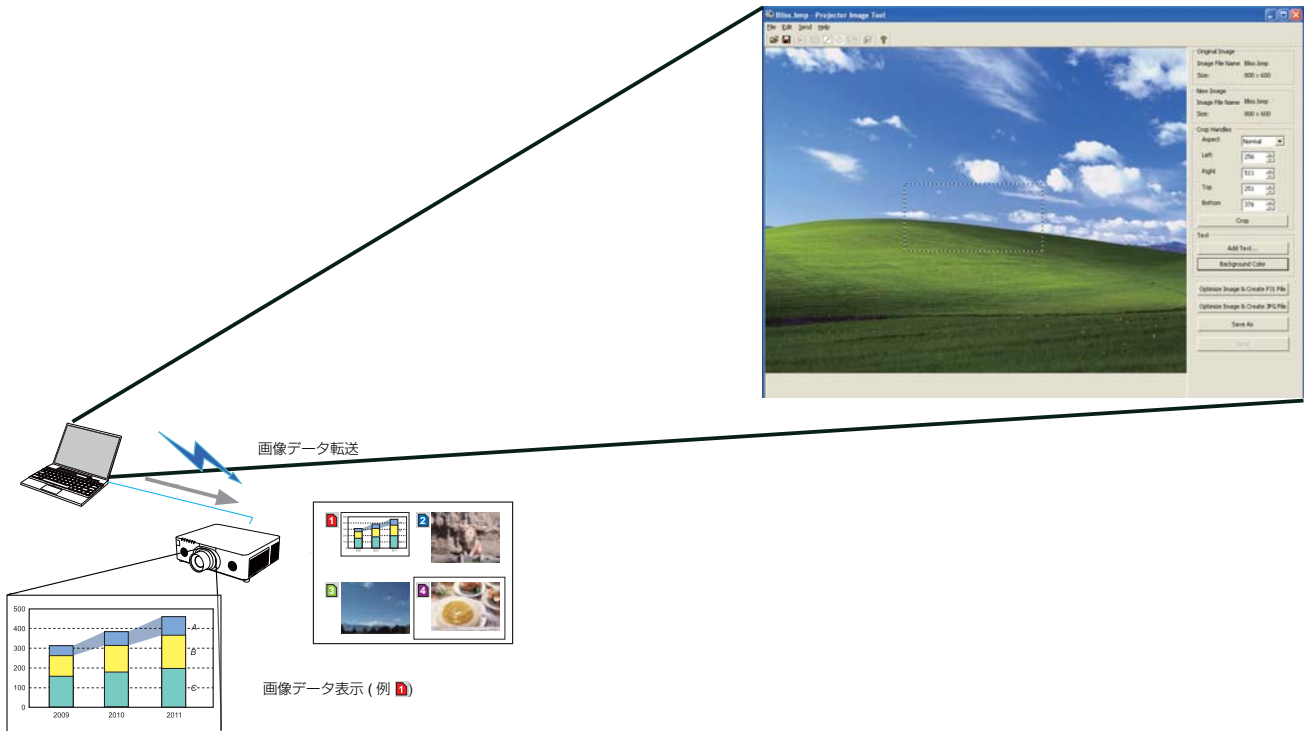 Bliss.bmp - Projector Image Tool
File Edit Send Help
Original Image
Image File Name Bliss.bmp
Size: 800 x 600
New Image
Image File Name Bliss.bmp
Size: 800 x 600
Crop Handles
Aspect Normal
Left 256
Right 511
Top 251
Bottom 376
Crop
Text
Add Text...
Background Color
Optimize Image & Create PJI File
Optimize Image & Create JPG File
Save As
Send
画像データ転送
1
2
3
4
500
400
300
200
100
0
A
B
C
2009 2010 2011
画像データ表示 ( 例 1)